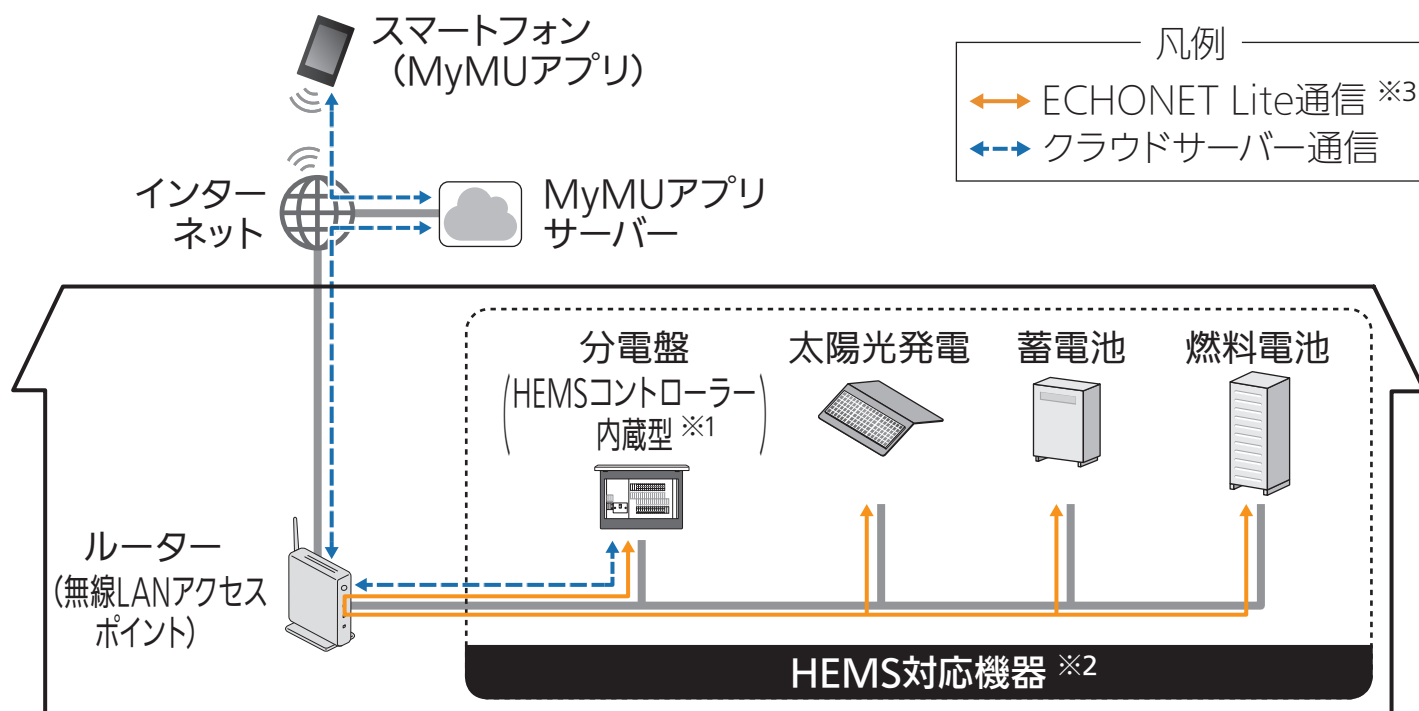 スマートフォン
（MyMUアプリ）
凡例
ECHONET Lite通信 ※3
クラウドサーバー通信
インター
ネット
MyMUアプリ
サーバー
分電盤
（HEMSコントローラー
内蔵型 ※1）
太陽光発電
蓄電池
燃料電池
ルーター
（無線LANアクセス
ポイント）
HEMS対応機器 ※2